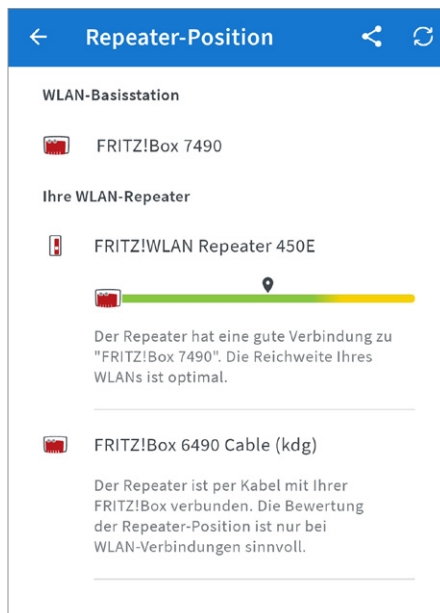 Repeater-Position
WLAN-Basisstation
FRITZ!Box 7490
Ihre WLAN-Repeater
FRITZ!WLAN Repeater 450E
Der Repeater hat eine gute Verbindung zu
"FRITZ!Box 7490". Die Reichweite Ihres
WLANs ist optimal.
FRITZ!Box 6490 Cable (kdg)
Der Repeater ist per Kabel mit Ihrer
FRITZ!Box verbunden. Die Bewertung
der Repeater-Position ist nur bei
WLAN-Verbindungen sinnvoll.